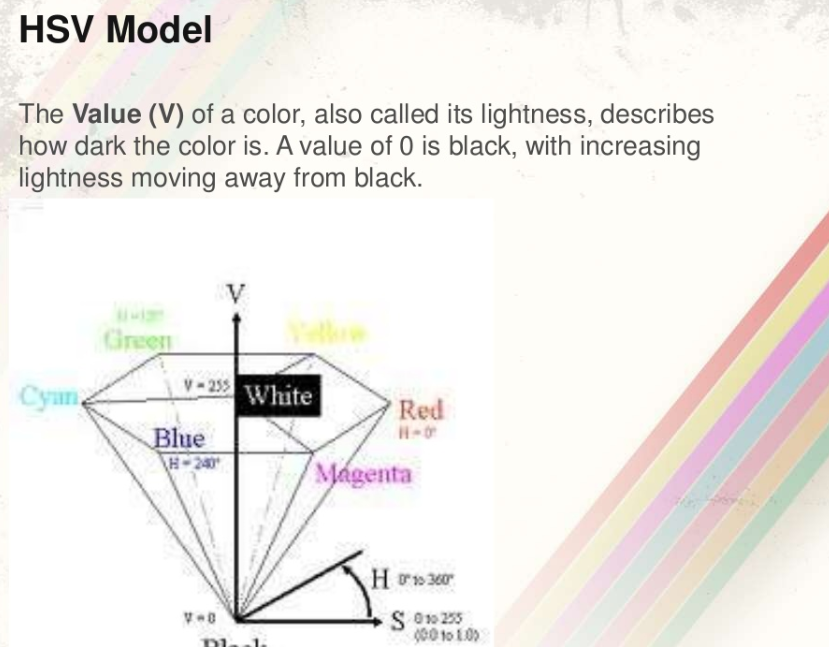 HSV Model
The Value (V) of a color, also called its lightness, describes
how dark the color is. A value of 0 is black, with increasing
lightness moving away from black.
V
H=120°
Green
Yellow
V = 255
White
Cyan
Red
H = 0°
Blue
H = 240°
Magenta
H 0° to 360°
V = 0
S 0 to 255
(0.0 to 1.0)
Black